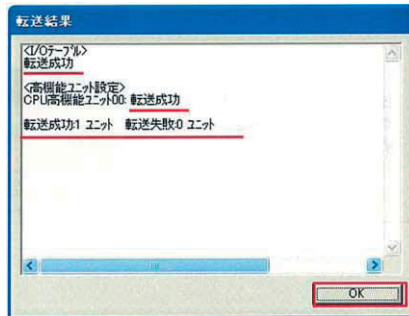 転送結果
<I/Oテーブル>
転送成功
<高機能ユニット設定>
CPU高機能ユニット00: 転送成功
転送成功:1 ユニット 転送失敗:0 ユニット
OK